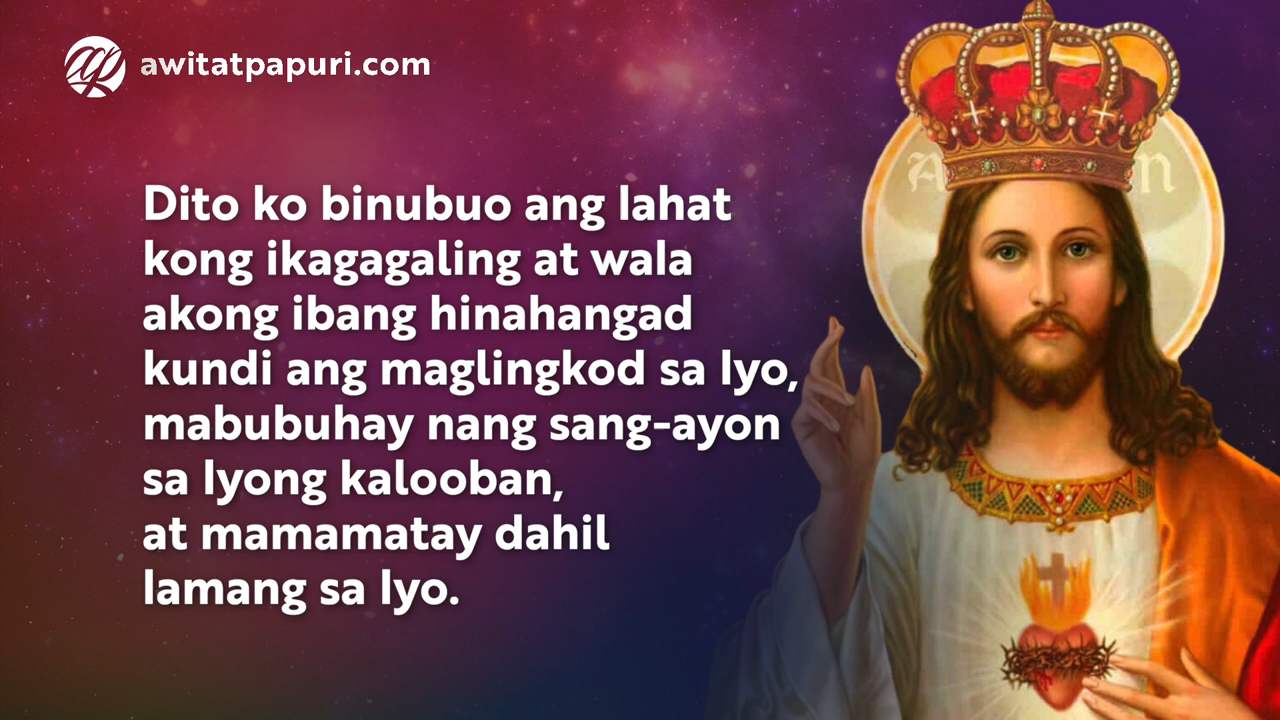 awitatpapuri.com
Dito ko binubuo ang lahat
kong ikagagaling at wala
akong ibang hinahangad
kundi ang maglingkod sa Iyo,
mabubuhay nang sang-ayon
sa Iyong kalooban,
at mamamatay dahil
lamang sa Iyo.